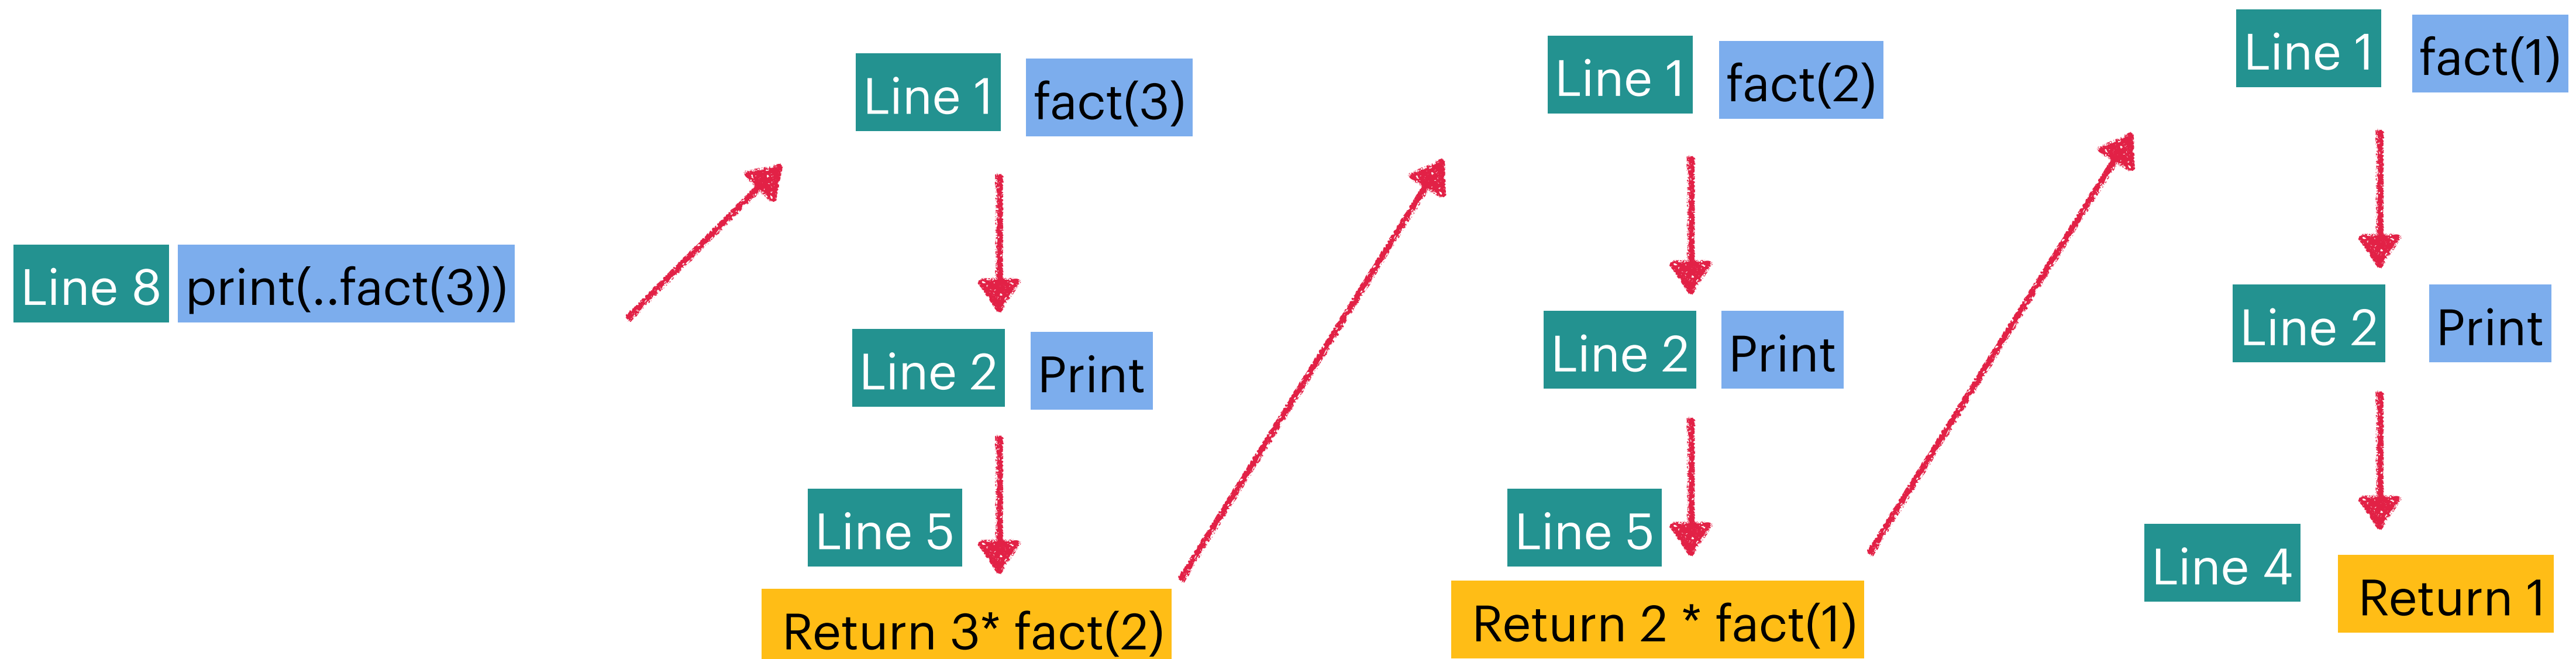 Line 8 print(..fact(3))
Line 1 fact(3)
Line 2 Print
Line 5
Return 3* fact(2)
Line 1 fact(2)
Line 2 Print
Line 5
Return 2 * fact(1)
Line 1 fact(1)
Line 2 Print
Line 4
Return 1